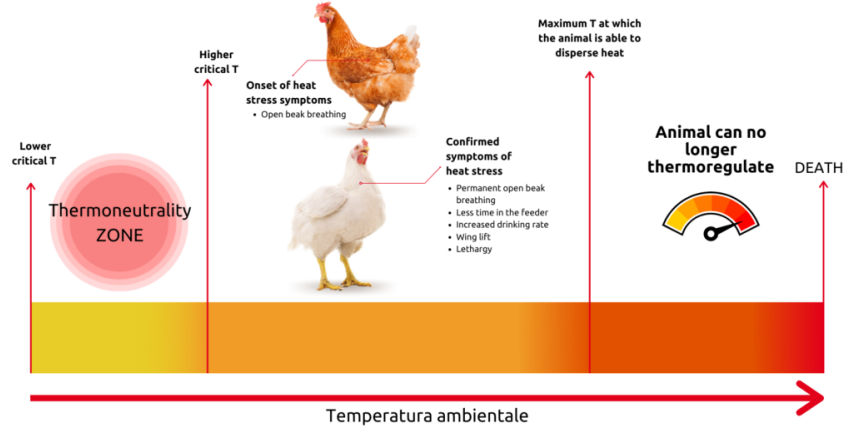 Lower
critical T
Thermoneutrality
ZONE
Higher
critical T
Onset of heat
stress symptoms
• Open beak breathing
Confirmed
symptoms of
heat stress
• Permanent open beak
breathing
• Less time in the feeder
• Increased drinking rate
• Wing lift
• Lethargy
Maximum T at which
the animal is able to
disperse heat
Animal can no
longer
thermoregulate
DEATH
Temperatura ambientale